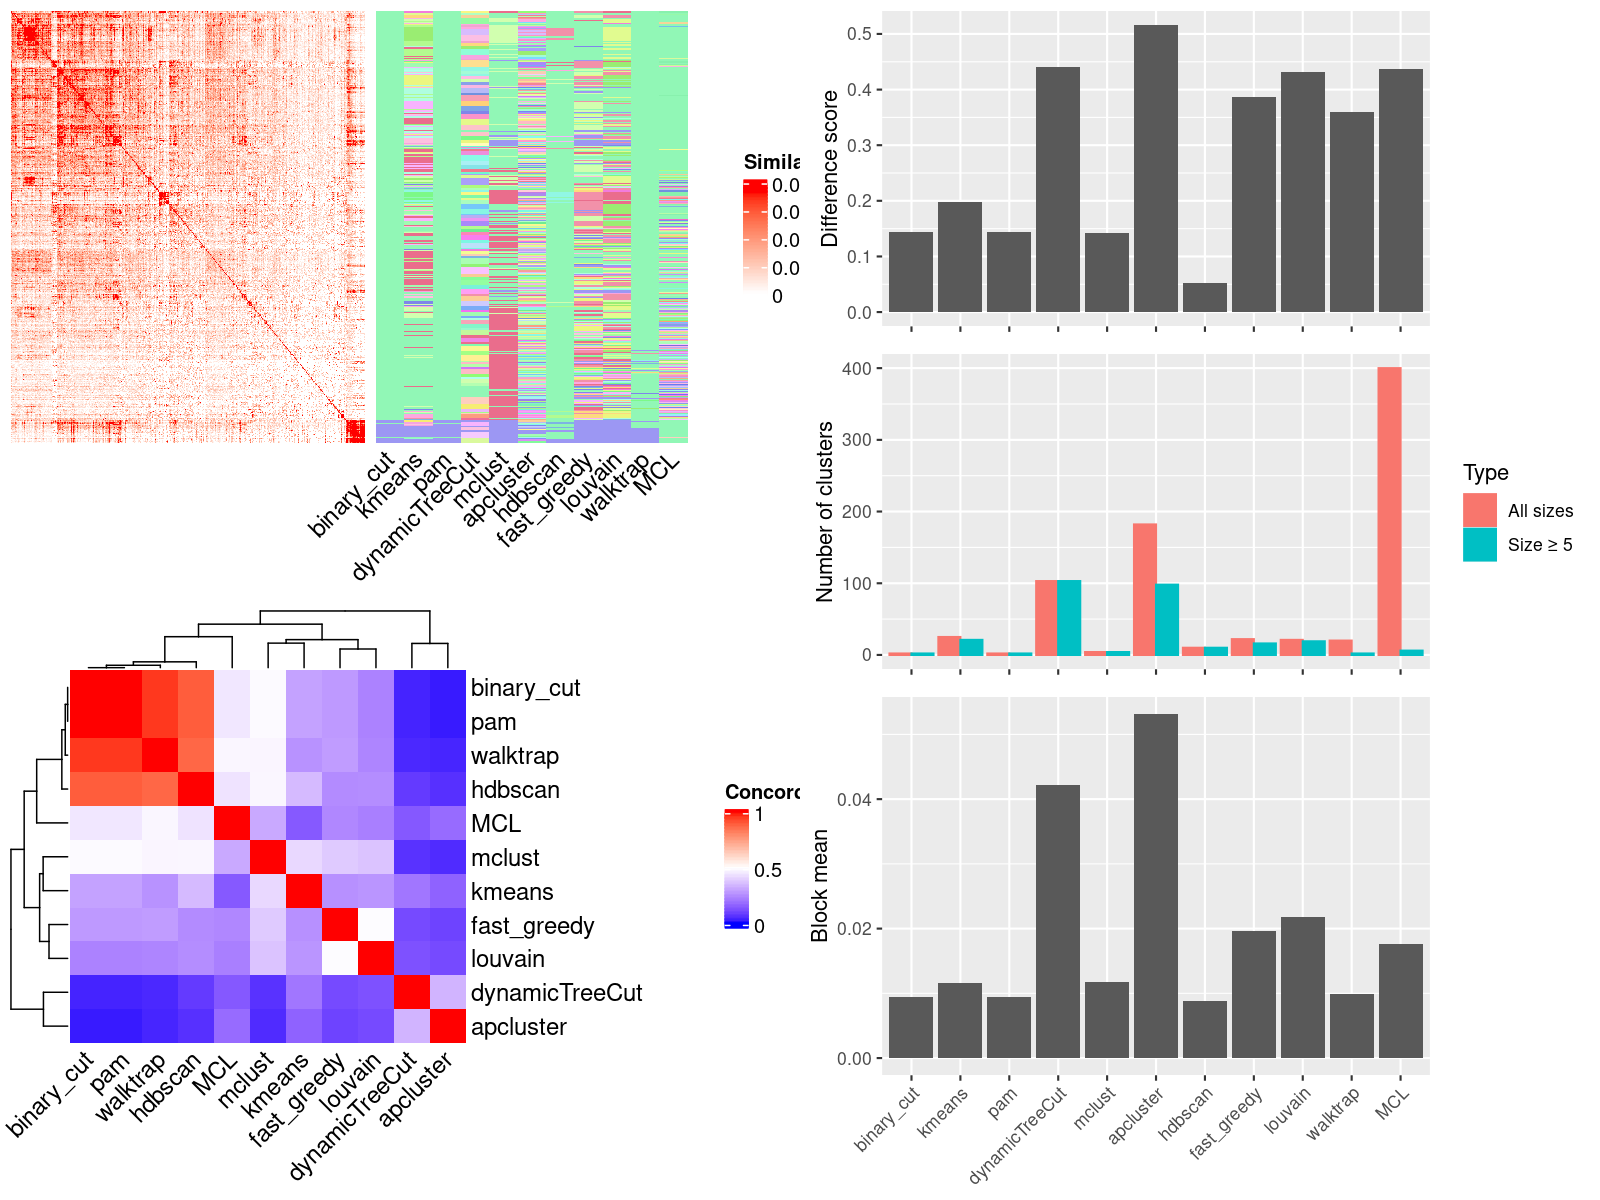 Simila
0.0
0.0
0.0
0.0
0
binary_cut
kmeans
pam
dynamicTreeCut
mclust
apcluster
hdbscan
fast_greedy
louvain
walktrap
MCL
binary_cut
pam
walktrap
hdbscan
MCL
mclust
kmeans
fast_greedy
louvain
dynamicTreeCut
apcluster
binary_cut
pam
walktrap
hdbscan
MCL
mclust
kmeans
fast_greedy
louvain
dynamicTreeCut
apcluster
Concord
1
0.5
0
Difference score
0.5
0.4
0.3
0.2
0.1
0.0
Number of clusters
400
300
200
100
0
Type
All sizes
Size ≥ 5
Block mean
0.04
0.02
0.00
binary_cut
kmeans
pam
dynamicTreeCut
mclust
apcluster
hdbscan
fast_greedy
louvain
walktrap
MCL